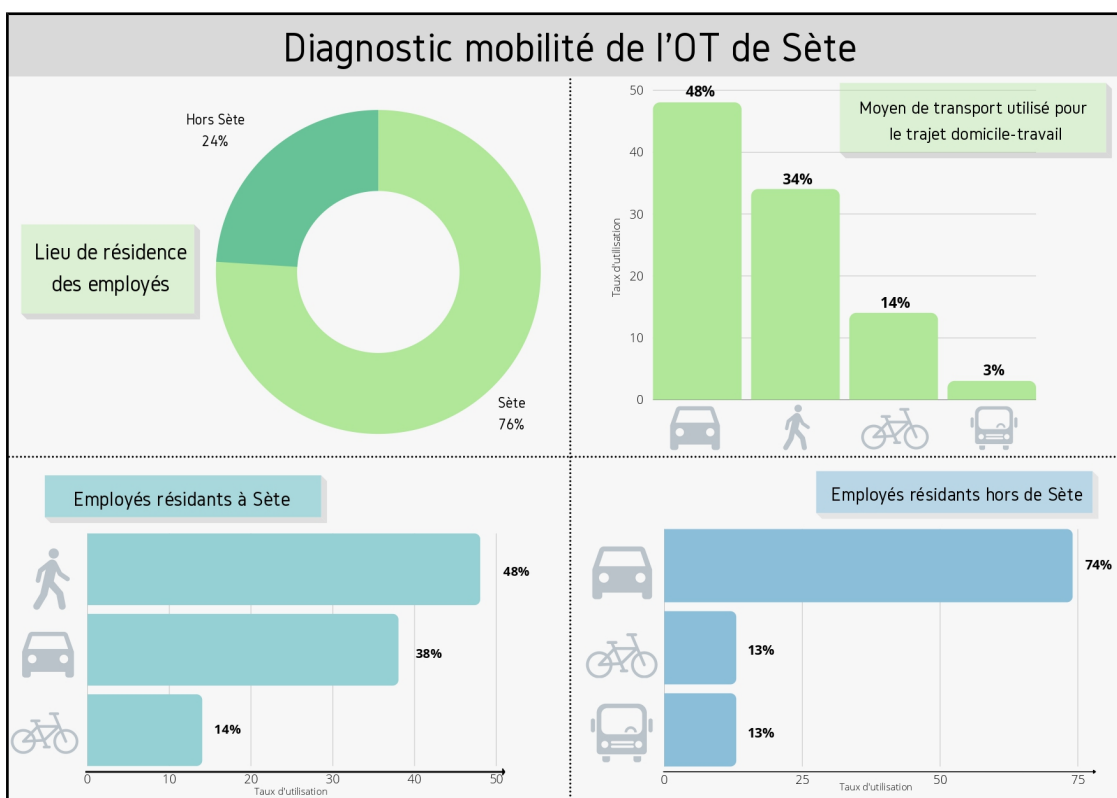 Diagnostic mobilité de l'OT de Sète
Hors Sète
24%
Lieu de résidence
des employés
Sète
76%
Moyen de transport utilisé pour
le trajet domicile-travail
Taux d'utilisation
50
40
30
20
10
0
48%
34%
14%
3%
Employés résidants à Sète
48%
38%
14%
0 10 20 30 40 50
Taux d'utilisation
Employés résidants hors de Sète
74%
13%
13%
0 25 50 75
Taux d'utilisation